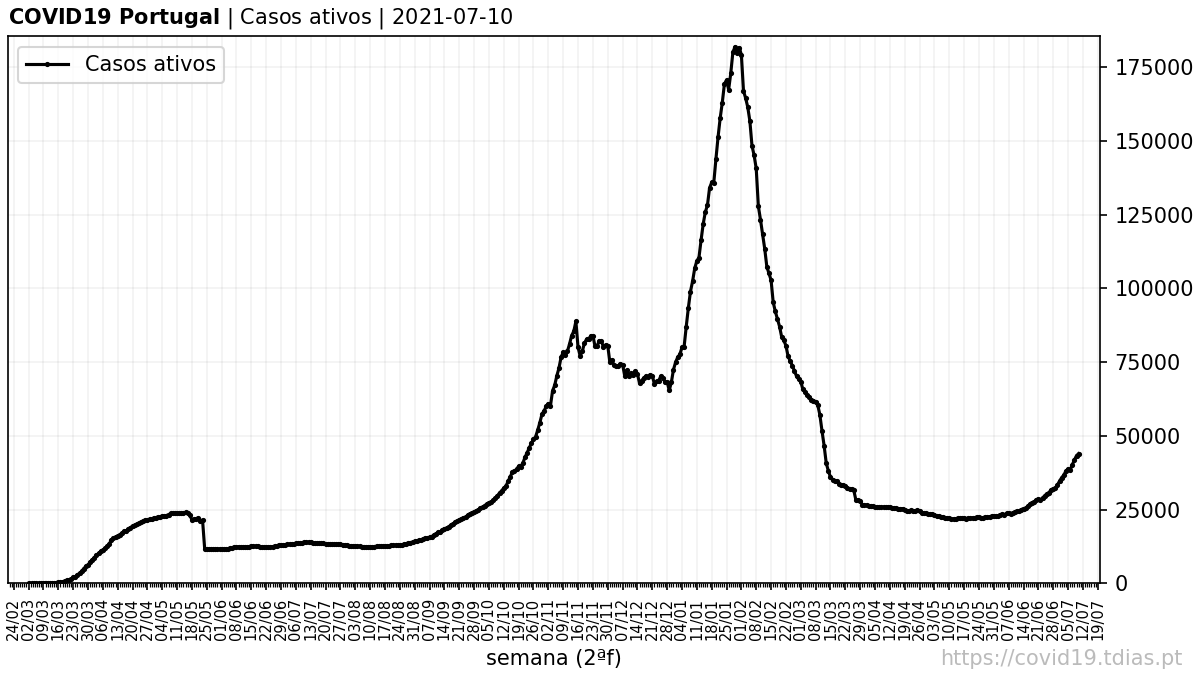 COVID19 Portugal | Casos ativos | 2021-07-10
Casos ativos
175000
150000
125000
100000
75000
50000
25000
0
24/02 02/03 09/03 16/03 23/03 30/03 06/04 13/04 20/04 27/04 04/05 11/05 18/05 25/05 01/06 08/06 15/06 22/06 29/06 06/07 13/07 20/07 27/07 03/08 10/08 17/08 24/08 31/08 07/09 14/09 21/09 28/09 05/10 12/10 19/10 26/10 02/11 09/11 16/11 23/11 30/11 07/12 14/12 21/12 28/12 04/01 11/01 18/01 25/01 01/02 08/02 15/02 22/02 01/03 08/03 15/03 22/03 29/03 05/04 12/04 19/04 26/04 03/05 10/05 17/05 24/05 31/05 07/06 14/06 21/06 28/06 05/07 12/07 19/07
semana (2ªf)
https://covid19.tdias.pt